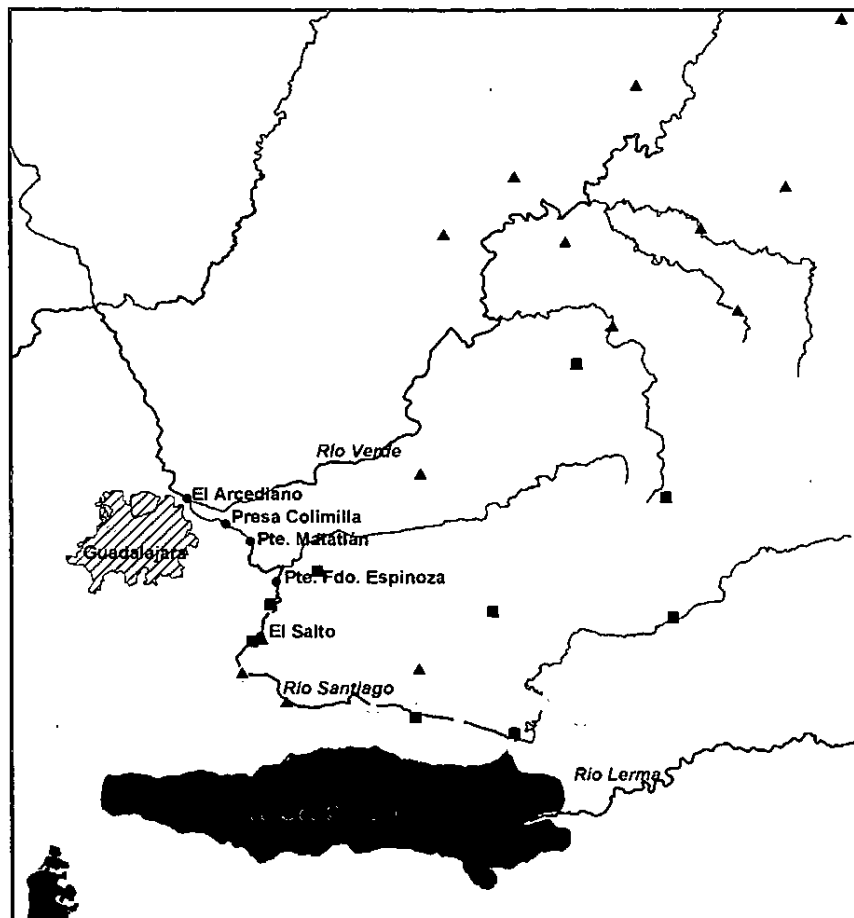 Río Verde
El Arcediano
Presa Colimilla
Pte. Matatlán
Guadalajara
Pte. Fdo. Espinoza
El Salto
Río Santiago
Río Lerma